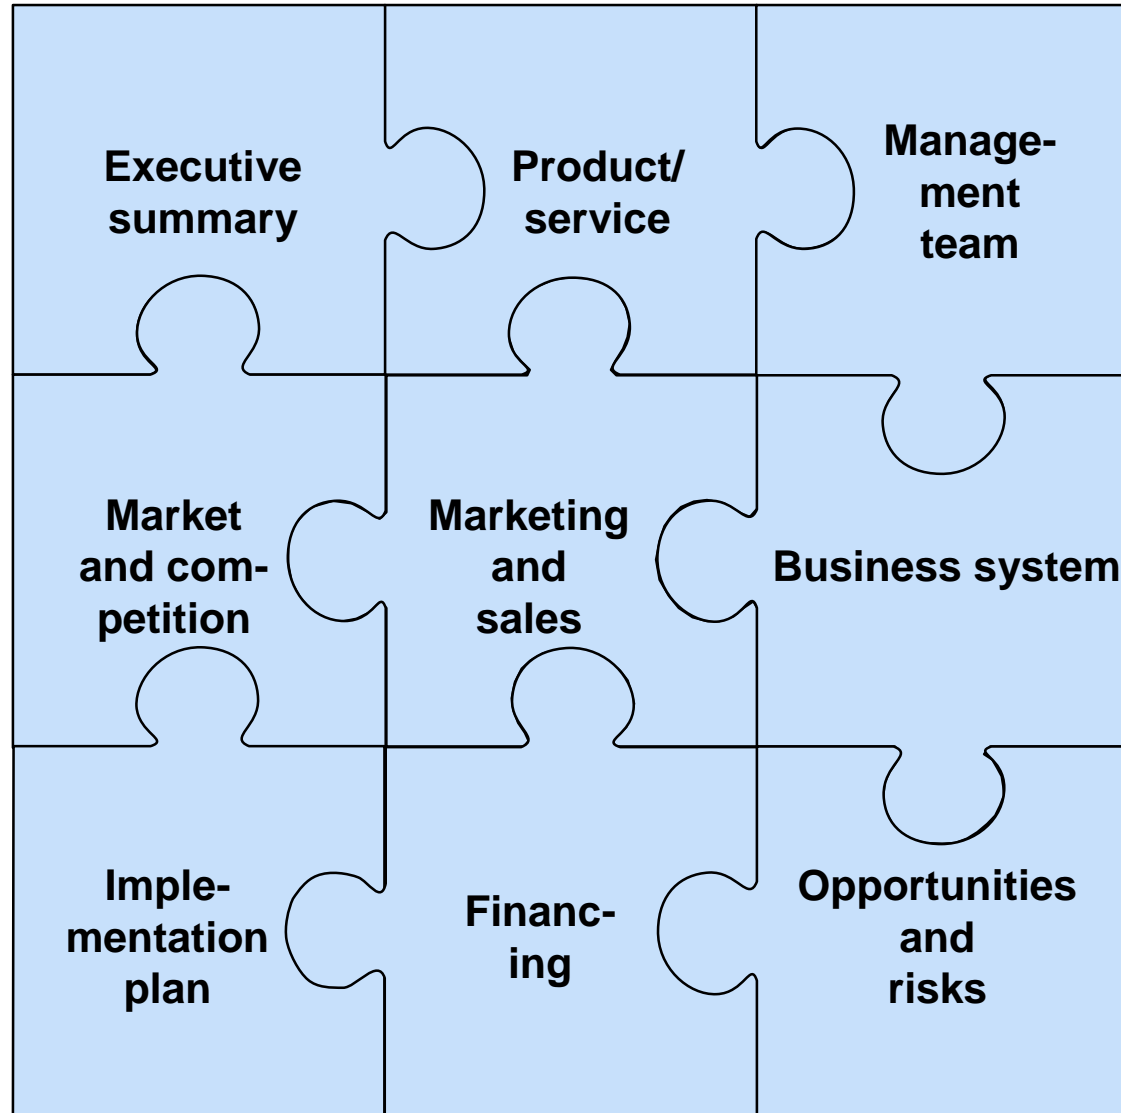 Executive
summary
Product/
service
Manage-
ment
team
Market
and com-
petition
Marketing
and
sales
Business system
Imple-
mentation
plan
Financ-
ing
Opportunities
and
risks